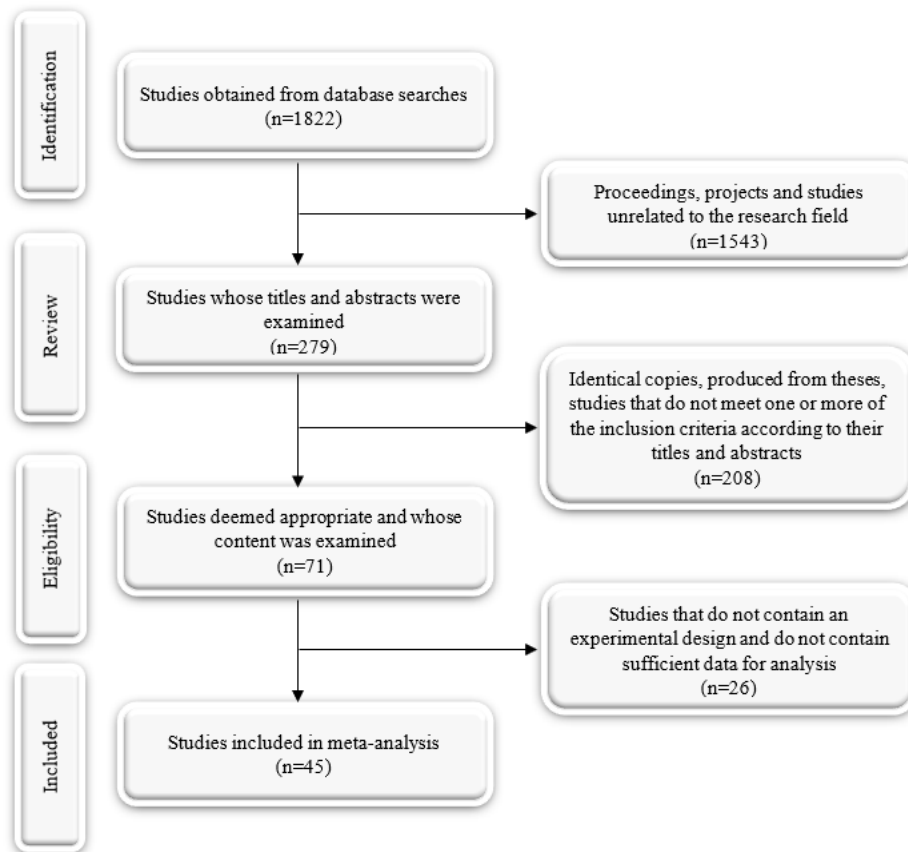 Identification
Studies obtained from database searches
(n=1822)
Proceedings, projects and studies
unrelated to the research field
(n=1543)
Review
Studies whose titles and abstracts were
examined
(n=279)
Identical copies, produced from theses,
studies that do not meet one or more of
the inclusion criteria according to their
titles and abstracts
(n=208)
Eligibility
Studies deemed appropriate and whose
content was examined
(n=71)
Studies that do not contain an
experimental design and do not contain
sufficient data for analysis
(n=26)
Included
Studies included in meta-analysis
(n=45)